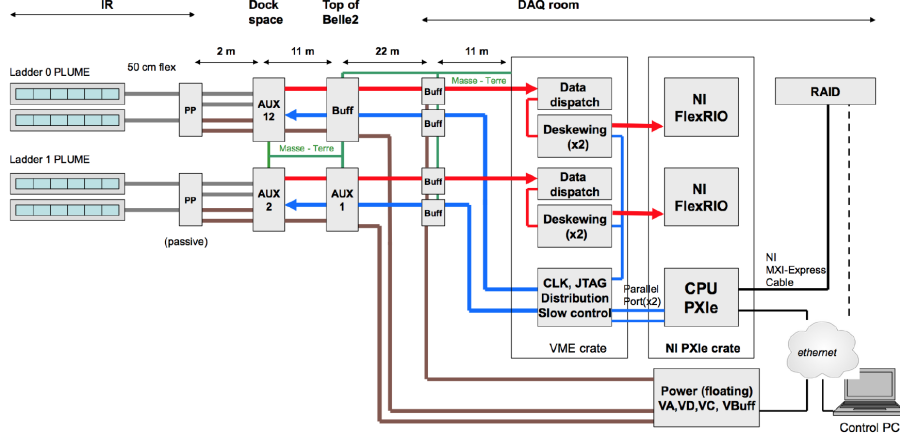 IR
Dock
space
Top of
Belle2
DAQ room
2 m
11 m
22 m
11 m
Ladder 0 PLUME
50 cm flex
PP
AUX
12
Buff
Buff
Buff
Masse - Terre
Data
dispatch
Deskewing
(x2)
NI
FlexRIO
RAID
Masse - Terre
Ladder 1 PLUME
PP
(passive)
AUX
2
AUX
1
Buff
Buff
Data
dispatch
Deskewing
(x2)
NI
FlexRIO
CLK, JTAG
Distribution
Slow control
Parallel
Port(x2)
CPU
PXIe
NI
MXI-Express
Cable
VME crate
NI PXIe crate
ethernet
Power (floating)
VA,VD,VC, VBuff
Control PC